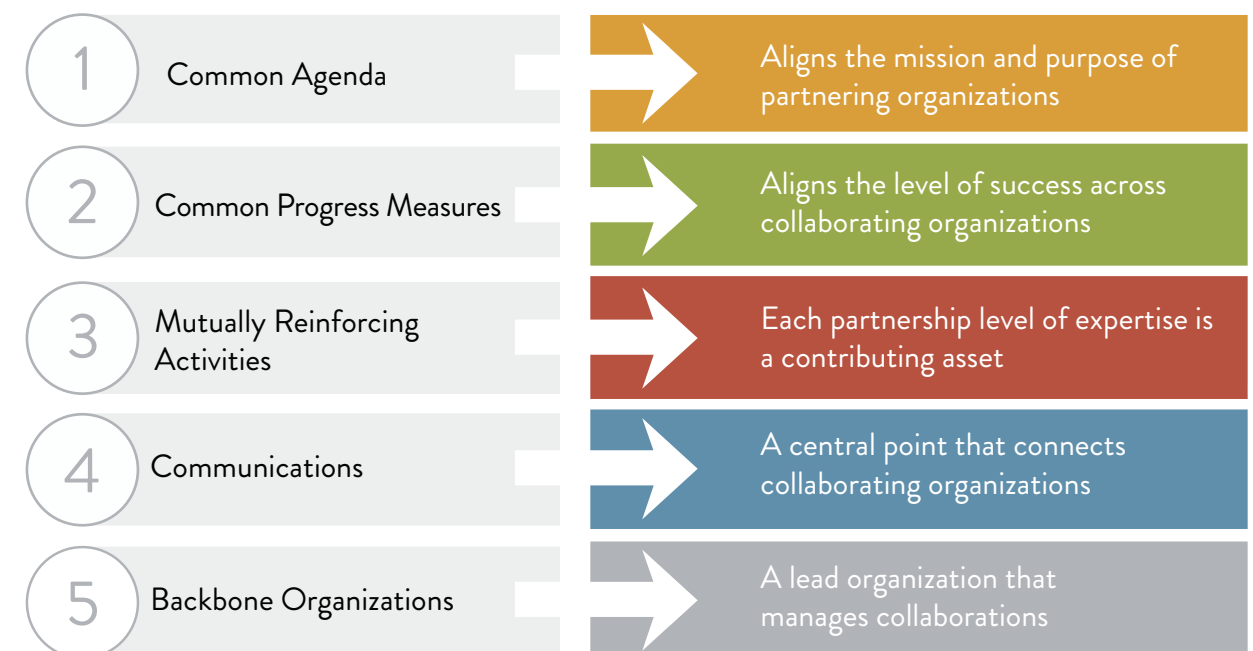 1
Common Agenda
Aligns the mission and purpose of
partnering organizations
2
Common Progress Measures
Aligns the level of success across
collaborating organizations
3
Mutually Reinforcing
Activities
Each partnership level of expertise is
a contributing asset
4
Communications
A central point that connects
collaborating organizations
5
Backbone Organizations
A lead organization that
manages collaborations